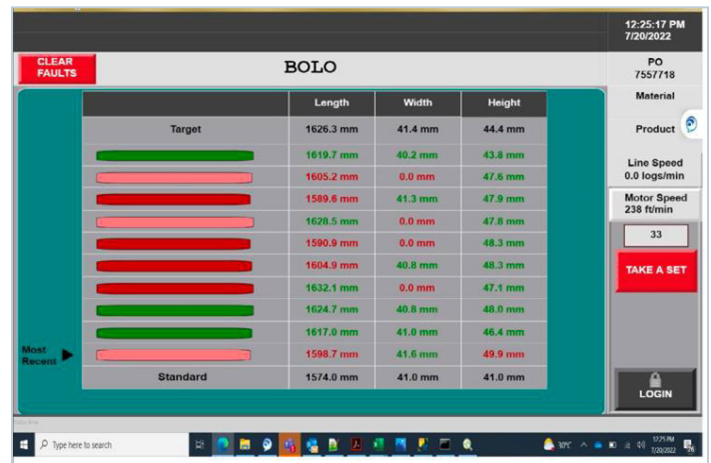 12:25:17 PM
7/20/2022
CLEAR
FAULTS
BOLO
PO
7557718
Material
Product
Line Speed
0.0 logs/min
Motor Speed
238 ft/min
33
TAKE A SET
LOGIN
Length Width Height
Target 1626.3 mm 41.4 mm 44.4 mm
1619.7 mm 40.2 mm 43.8 mm
1605.2 mm 0.0 mm 47.6 mm
1589.6 mm 41.3 mm 47.9 mm
1628.5 mm 0.0 mm 47.8 mm
1590.9 mm 0.0 mm 48.3 mm
1604.9 mm 40.8 mm 48.3 mm
1632.1 mm 0.0 mm 47.1 mm
1624.7 mm 40.8 mm 48.0 mm
1617.0 mm 41.0 mm 46.4 mm
Most
Recent
1598.7 mm 41.6 mm 49.9 mm
Standard 1574.0 mm 41.0 mm 41.0 mm
Type here to search
30°C
12:25 PM
7/20/2022